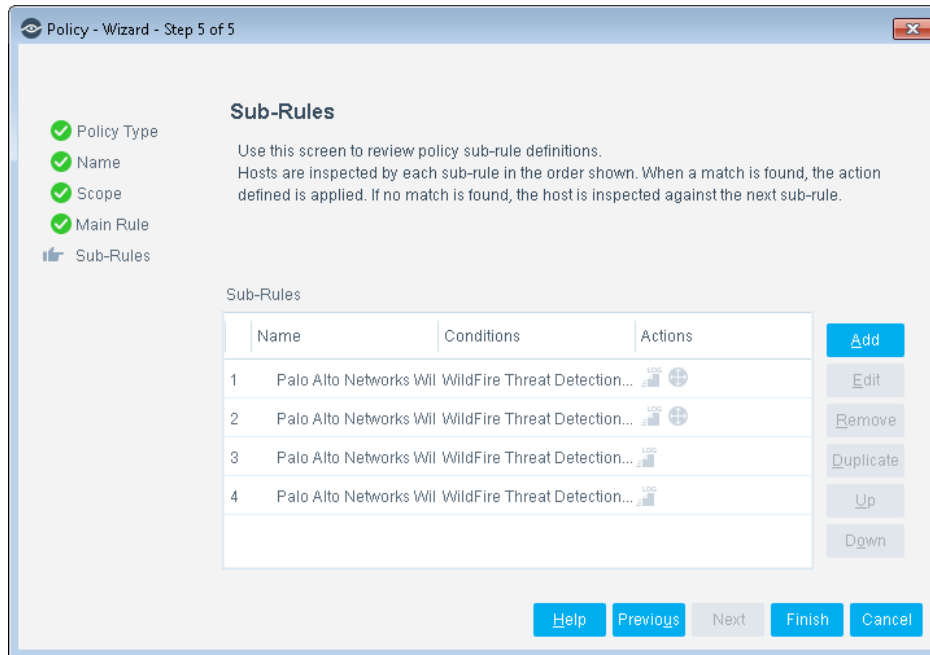 Policy - Wizard - Step 5 of 5
Policy Type
Name
Scope
Main Rule
Sub-Rules
Sub-Rules
Use this screen to review policy sub-rule definitions.
Hosts are inspected by each sub-rule in the order shown. When a match is found, the action
defined is applied. If no match is found, the host is inspected against the next sub-rule.
Sub-Rules
Name Conditions Actions
1 Palo Alto Networks Wil WildFire Threat Detection... LOG
2 Palo Alto Networks Wil WildFire Threat Detection... LOG
3 Palo Alto Networks Wil WildFire Threat Detection... LOG
4 Palo Alto Networks Wil WildFire Threat Detection... LOG
Add
Edit
Remove
Duplicate
Up
Down
Help Previous Next Finish Cancel